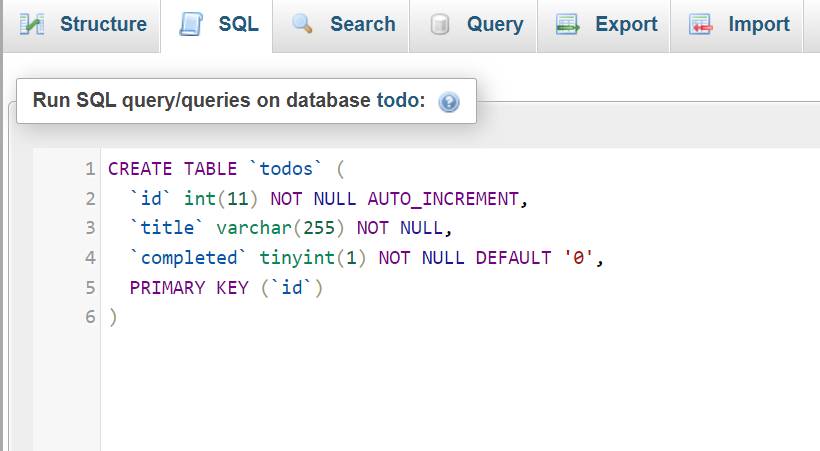 Structure SQL Search Query Export Import
Run SQL query/queries on database todo:
1 CREATE TABLE `todos` (
2 `id` int(11) NOT NULL AUTO_INCREMENT,
3 `title` varchar(255) NOT NULL,
4 `completed` tinyint(1) NOT NULL DEFAULT '0',
5 PRIMARY KEY (`id`)
6 )